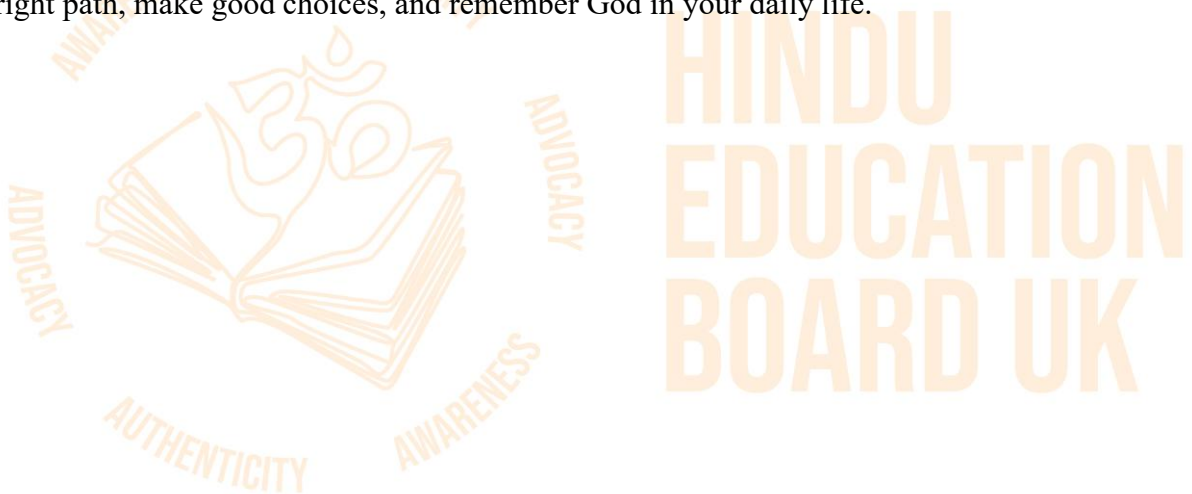 right path, make good choices, and remember God in your daily life.
HINDU
EDUCATION
BOARD UK
ॐ
ADVOCACY
ADVOCACY
AUTHENTICITY
AWARENESS